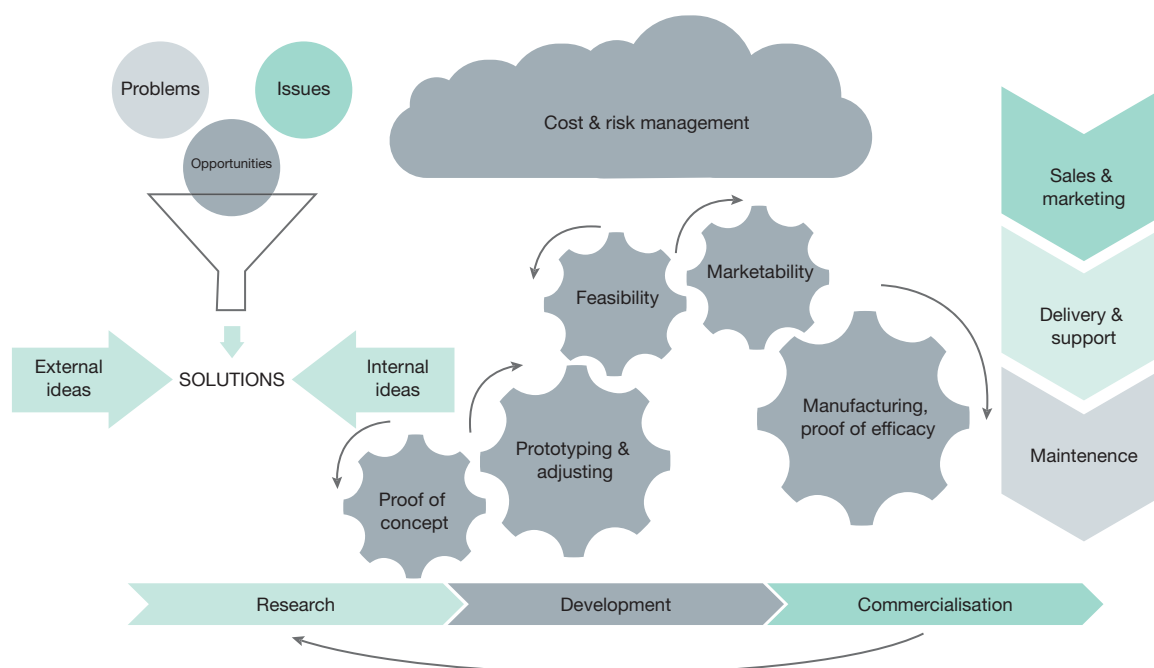 Problems
Issues
Opportunities
Cost & risk management
Sales &
marketing
Feasibility
Marketability
Delivery &
support
External
ideas
SOLUTIONS
Internal
ideas
Manufacturing,
proof of efficacy
Prototyping &
adjusting
Maintenence
Proof of
concept
Research
Development
Commercialisation